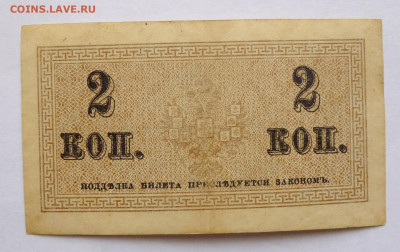 COINS.LAVE.RU
2 2
КОП. КОП.
ПОДДѢЛКА БИЛЕТА ПРЕСЛѢДУЕТСЯ ЗАКОНОМЪ.